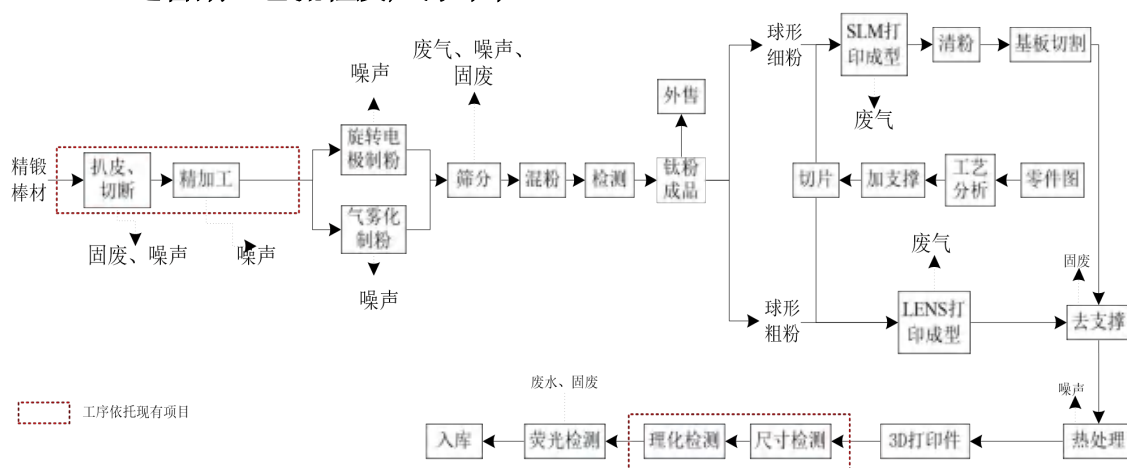 废气、噪声、
固废
噪声
外售
球形
细粉
SLM打
印成型
清粉
基板切割
废气
精锻
棒材
扒皮、
切断
精加工
旋转电
极制粉
气雾化
制粉
筛分
混粉
检测
钛粉
成品
切片
加支撑
工艺
分析
零件图
固废、噪声
噪声
噪声
废气
固废
球形
粗粉
LENS打
印成型
去支撑
废水、固废
噪声
工序依托现有项目
入库
荧光检测
理化检测
尺寸检测
3D打印件
热处理